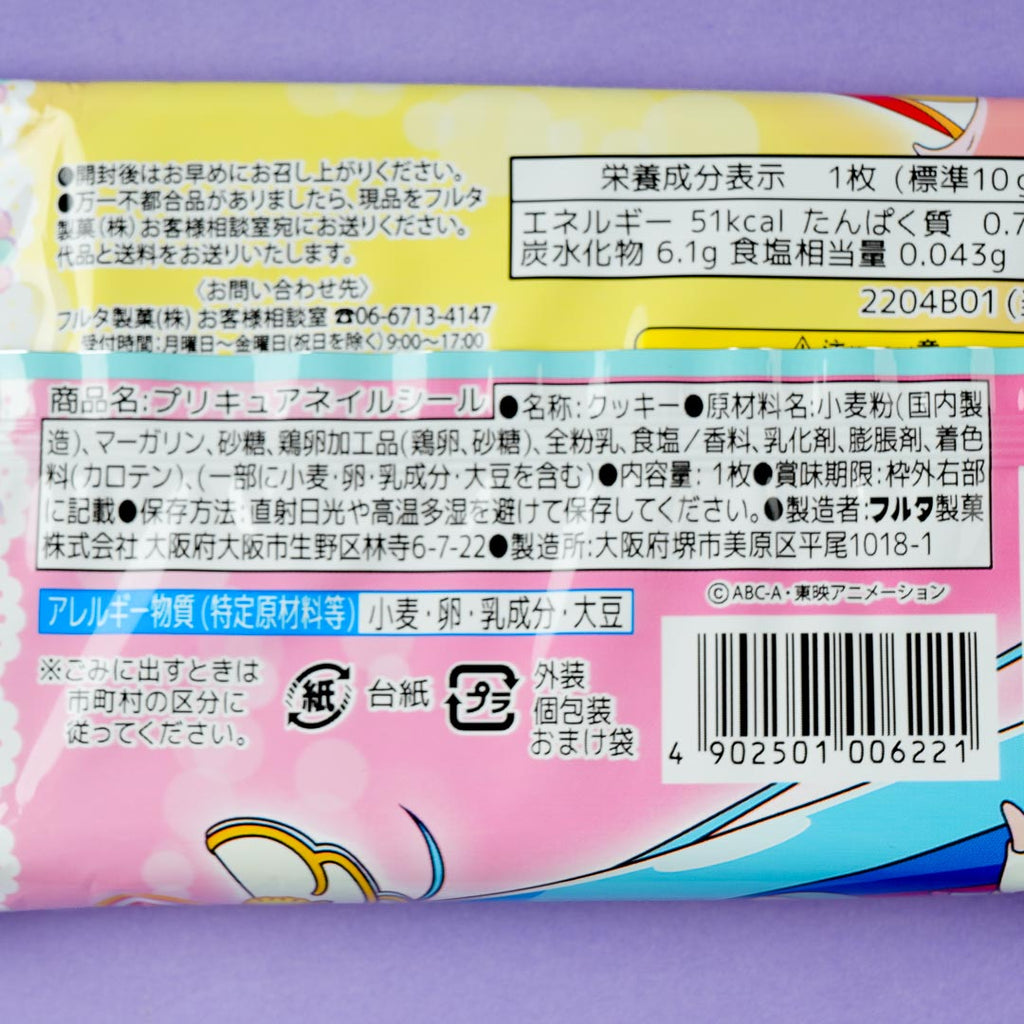 ●開封後はお早めにお召し上がりください。
●万一不都合品がありましたら、現品をフルタ
製菓(株)お客様相談室宛にお送りください。
代品と送料をお送りいたします。
〈お問い合わせ先〉
フルタ製菓(株) お客様相談室 ☎06-6713-4147
受付時間:月曜日〜金曜日(祝日を除く)9:00〜17:00
栄養成分表示 1枚 (標準10g
エネルギー 51kcal たんぱく質 0.7
炭水化物 6.1g 食塩相当量 0.043g
2204B01
商品名:プリキュアネイルシール ●名称:クッキー●原材料名:小麦粉(国内製
造)、マーガリン、砂糖、鶏卵加工品(鶏卵、砂糖)、全粉乳、食塩/香料、乳化剤、膨脹剤、着色
料(カロテン)、(一部に小麦・卵・乳成分・大豆を含む)●内容量:1枚●賞味期限:枠外右部
に記載●保存方法:直射日光や高温多湿を避けて保存してください。●製造者:フルタ製菓
株式会社 大阪府大阪市生野区林寺6-7-22●製造所:大阪府堺市美原区平尾1018-1
©ABC-A・東映アニメーション
アレルギー物質(特定原材料等) 小麦・卵・乳成分・大豆
※ごみに出すときは
市町村の区分に
従ってください。
紙 台紙
プラ 外装
個包装
おまけ袋
4 902501 006221